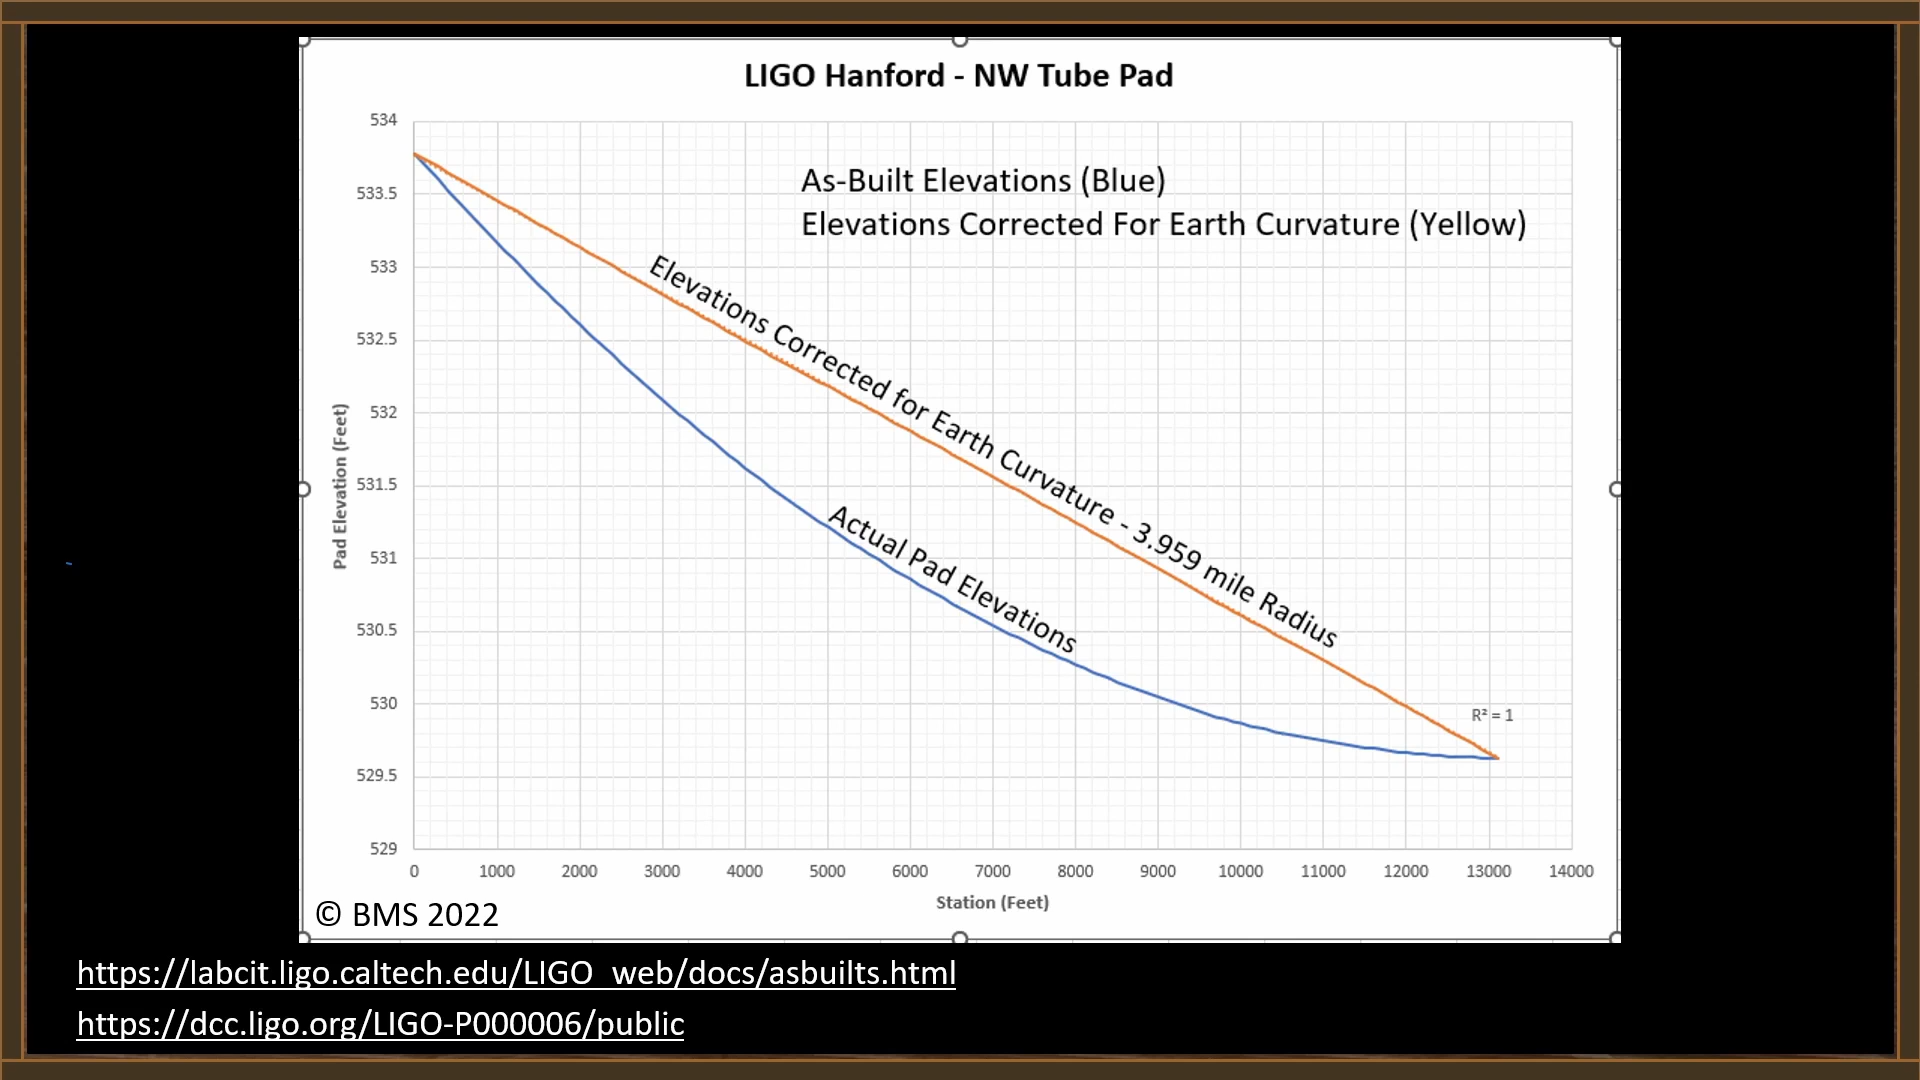 LIGO Hanford - NW Tube Pad
534
533.5
533
532.5
532
531.5
531
530.5
530
529.5
529
Pad Elevation (Feet)
As-Built Elevations (Blue)
Elevations Corrected For Earth Curvature (Yellow)
Elevations Corrected for Earth Curvature - 3,959 mile Radius
Actual Pad Elevations
R² = 1
0 1000 2000 3000 4000 5000 6000 7000 8000 9000 10000 11000 12000 13000 14000
Station (Feet)
© BMS 2022
https://labcit.ligo.caltech.edu/LIGO_web/docs/asbuilts.html
https://dcc.ligo.org/LIGO-P000006/public